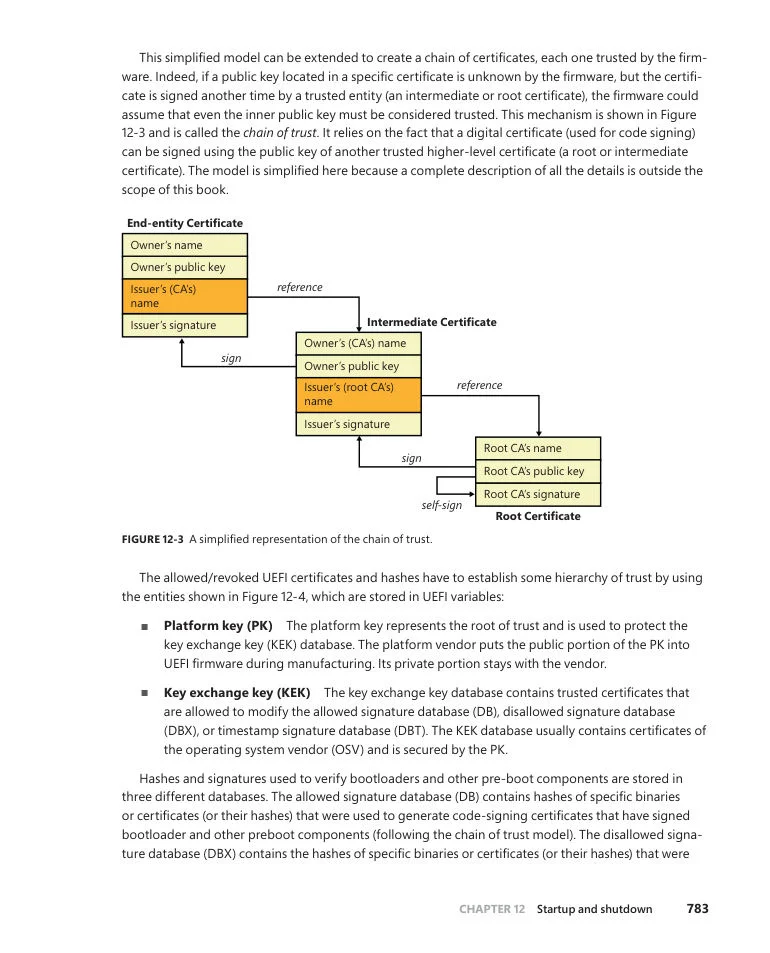 This simplified model can be extended to create a chain of certificates, each one trusted by the firm-
ware. Indeed, if a public key located in a specific certificate is unknown by the firmware, but the certifi-
cate is signed another time by a trusted entity (an intermediate or root certificate), the firmware could
assume that even the inner public key must be considered trusted. This mechanism is shown in Figure
12-3 and is called the chain of trust. It relies on the fact that a digital certificate (used for code signing)
can be signed using the public key of another trusted higher-level certificate (a root or intermediate
certificate). The model is simplified here because a complete description of all the details is outside the
scope of this book.
End-entity Certificate
Owner's name
Owner's public key
Issuer's (CA's)
name
Issuer's signature
reference
sign
Intermediate Certificate
Owner's (CA's) name
Owner's public key
Issuer's (root CA's)
name
Issuer's signature
reference
sign
self-sign
Root CA's name
Root CA's public key
Root CA's signature
Root Certificate
FIGURE 12-3 A simplified representation of the chain of trust.
The allowed/revoked UEFI certificates and hashes have to establish some hierarchy of trust by using
the entities shown in Figure 12-4, which are stored in UEFI variables:
■ Platform key (PK) The platform key represents the root of trust and is used to protect the
key exchange key (KEK) database. The platform vendor puts the public portion of the PK into
UEFI firmware during manufacturing. Its private portion stays with the vendor.
■ Key exchange key (KEK) The key exchange key database contains trusted certificates that
are allowed to modify the allowed signature database (DB), disallowed signature database
(DBX), or timestamp signature database (DBT). The KEK database usually contains certificates of
the operating system vendor (OSV) and is secured by the PK.
Hashes and signatures used to verify bootloaders and other pre-boot components are stored in
three different databases. The allowed signature database (DB) contains hashes of specific binaries
or certificates (or their hashes) that were used to generate code-signing certificates that have signed
bootloader and other preboot components (following the chain of trust model). The disallowed signa-
ture database (DBX) contains the hashes of specific binaries or certificates (or their hashes) that were
CHAPTER 12 Startup and shutdown 783